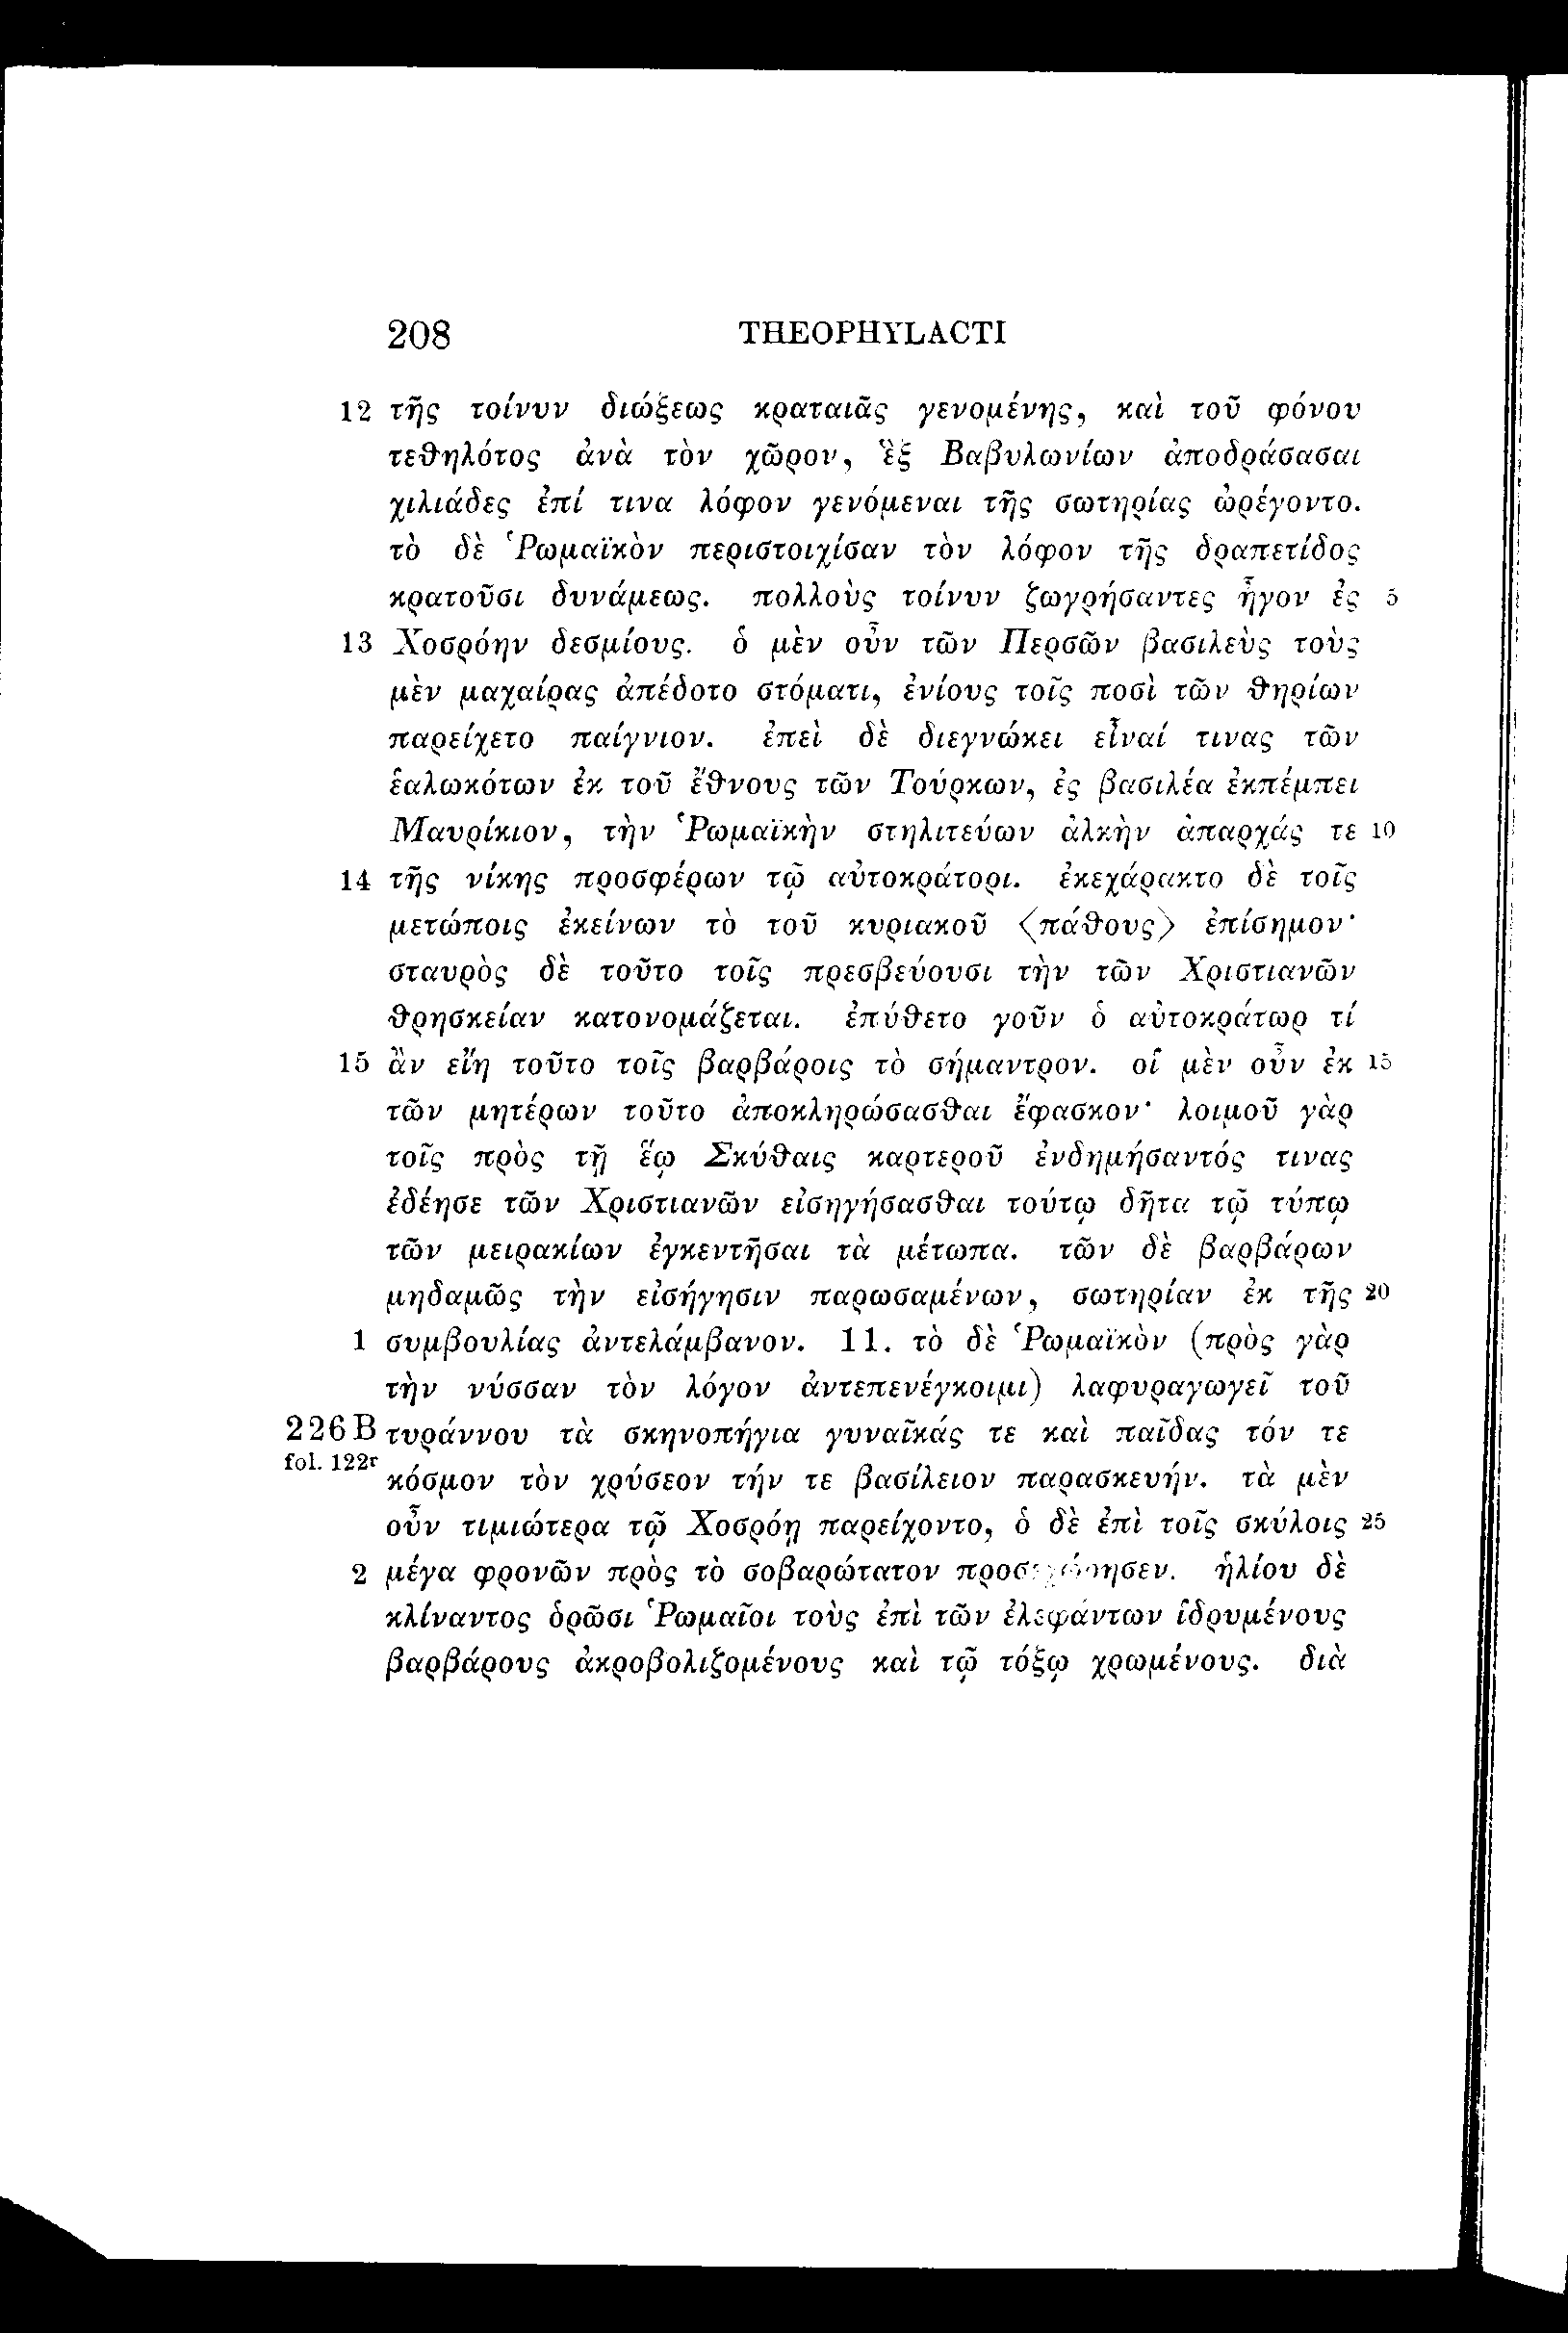 208 THEOPHYLACTI
12 τῆς τοίνυν διώξεως κραταιᾶς γενομένης, καὶ τοῦ φόνου
τεθηλότος ἀνὰ τὸν χῶρον, ἓξ Βαβυλωνίων ἀποδράσασαι
χιλιάδες ἐπί τινα λόφον γενόμεναι τῆς σωτηρίας ὠρέγοντο.
τὸ δὲ Ῥωμαϊκὸν περιστοιχίσαν τὸν λόφον τῆς δραπετίδος
κρατοῦσι δυνάμεως. πολλοὺς τοίνυν ζωγρήσαντες ἦγον ἐς 5
13 Χοσρόην δεσμίους. ὁ μὲν οὖν τῶν Περσῶν βασιλεὺς τοὺς
μὲν μαχαίρας ἀπέδοτο στόματι, ἐνίους τοῖς ποσὶ τῶν θηρίων
παρείχετο παίγνιον. ἐπεὶ δὲ διεγνώκει εἶναί τινας τῶν
ἑαλωκότων ἐκ τοῦ ἔθνους τῶν Τούρκων, ἐς βασιλέα ἐκπέμπει
Μαυρίκιον, τὴν Ῥωμαϊκὴν στηλιτεύων ἀλκὴν ἀπαρχάς τε 10
14 τῆς νίκης προσφέρων τῷ αὐτοκράτορι. ἐκεχάρακτο δὲ τοῖς
μετώποις ἐκείνων τὸ τοῦ κυριακοῦ ⟨πάθους⟩ ἐπίσημον·
σταυρὸς δὲ τοῦτο τοῖς πρεσβεύουσι τὴν τῶν Χριστιανῶν
θρησκείαν κατονομάζεται. ἐπύθετο γοῦν ὁ αὐτοκράτωρ τί
15 ἂν εἴη τοῦτο τοῖς βαρβάροις τὸ σήμαντρον. οἱ μὲν οὖν ἐκ 15
τῶν μητέρων τοῦτο ἀποκληρώσασθαι ἔφασκον· λοιμοῦ γὰρ
τοῖς πρὸς τῇ ἕῳ Σκύθαις καρτεροῦ ἐνδημήσαντός τινας
ἐδέησε τῶν Χριστιανῶν εἰσηγήσασθαι τούτῳ δῆτα τῷ τύπῳ
τῶν μειρακίων ἐγκεντῆσαι τὰ μέτωπα. τῶν δὲ βαρβάρων
μηδαμῶς τὴν εἰσήγησιν παρωσαμένων, σωτηρίαν ἐκ τῆς 20
1 συμβουλίας ἀντελάμβανον. 11. τὸ δὲ Ῥωμαϊκὸν (πρὸς γὰρ
τὴν νύσσαν τὸν λόγον ἀντεπενέγκοιμι) λαφυραγωγεῖ τοῦ
226 B τυράννου τὰ σκηνοπήγια γυναῖκάς τε καὶ παῖδας τόν τε
fol. 122r κόσμον τὸν χρύσεον τήν τε βασίλειον παρασκευήν. τὰ μὲν
οὖν τιμιώτερα τῷ Χοσρόῃ παρείχοντο, ὁ δὲ ἐπὶ τοῖς σκύλοις 25
2 μέγα φρονῶν πρὸς τὸ σοβαρώτατον ἡλίου δὲ
κλίναντος ὁρῶσι Ῥωμαῖοι τοὺς ἐπὶ τῶν ἐλεφάντων ἱδρυμένους
βαρβάρους ἀκροβολιζομένους καὶ τῷ τόξῳ χρωμένους. διὰ